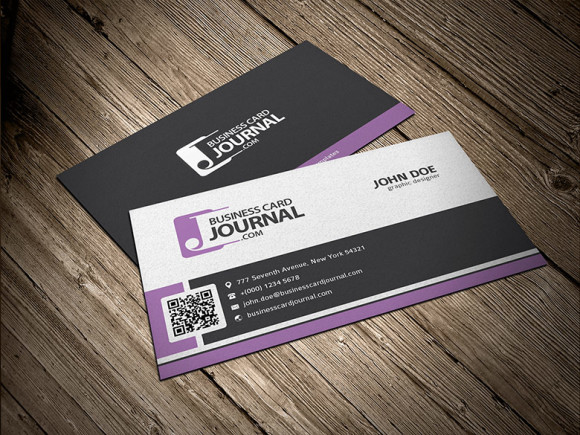 BUSINESS CARD
JOURNAL
.COM
templates
BUSINESS CARD
JOURNAL
.COM
JOHN DOE
graphic designer
777 Seventh Avenue, New York 54321
+(000) 1234 5678
john.doe@businesscardjournal.com
businesscardjournal.com